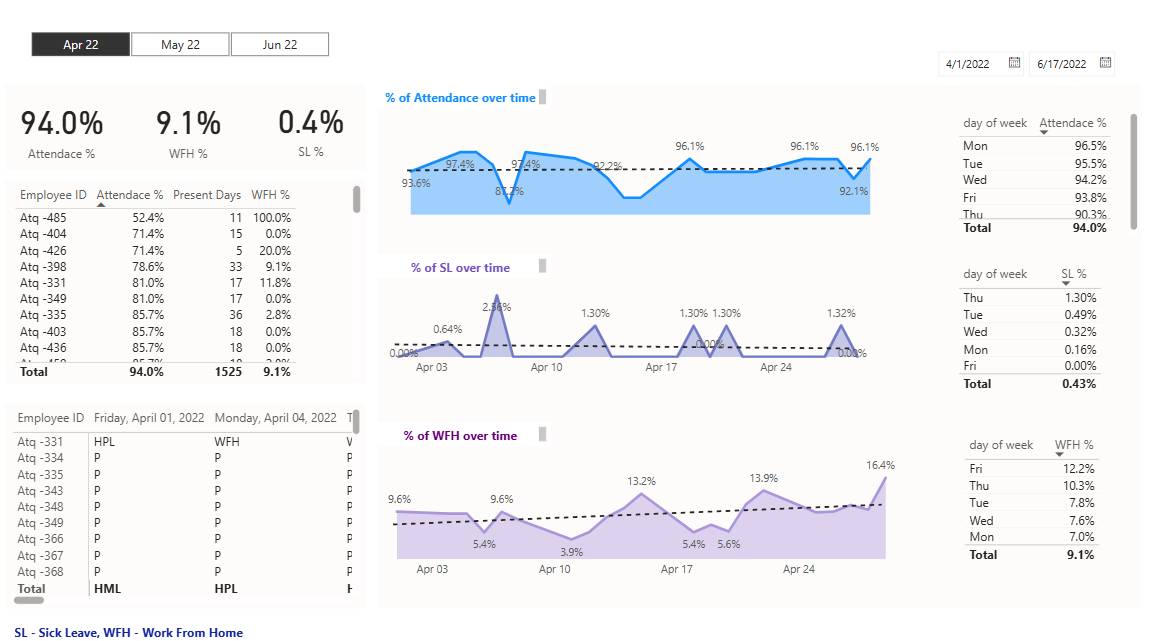 Apr 22 May 22 Jun 22
4/1/2022 6/17/2022
94.0% 9.1% 0.4%
Attendace % WFH % SL %
Employee ID Attendace % Present Days WFH %
Atq -485 52.4% 11 100.0%
Atq -404 71.4% 15 0.0%
Atq -426 71.4% 5 20.0%
Atq -398 78.6% 33 9.1%
Atq -331 81.0% 17 11.8%
Atq -349 81.0% 17 0.0%
Atq -335 85.7% 36 2.8%
Atq -403 85.7% 18 0.0%
Atq -436 85.7% 18 0.0%
Total 94.0% 1525 9.1%
Employee ID Friday, April 01, 2022 Monday, April 04, 2022 T
Atq -331 HPL WFH
Atq -334 P P P
Atq -335 P P P
Atq -343 P P P
Atq -348 P P P
Atq -349 P P P
Atq -366 P P P
Atq -367 P P P
Atq -368 P P P
Total HML HPL H
SL - Sick Leave, WFH - Work From Home
% of Attendance over time
93.6% 97.4% 87.2% 97.4% 92.2% 96.1% 96.1% 92.1% 96.1%
% of SL over time
0.00% 0.64% 2.56% 1.30% 1.30% 0.00% 1.30% 1.32% 0.00%
Apr 03 Apr 10 Apr 17 Apr 24
% of WFH over time
9.6% 5.4% 9.6% 3.9% 13.2% 5.4% 5.6% 13.9% 16.4%
Apr 03 Apr 10 Apr 17 Apr 24
day of week Attendace %
Mon 96.5%
Tue 95.5%
Wed 94.2%
Fri 93.8%
Thu 90.3%
Total 94.0%
day of week SL %
Thu 1.30%
Tue 0.49%
Wed 0.32%
Mon 0.16%
Fri 0.00%
Total 0.43%
day of week WFH %
Fri 12.2%
Thu 10.3%
Tue 7.8%
Wed 7.6%
Mon 7.0%
Total 9.1%